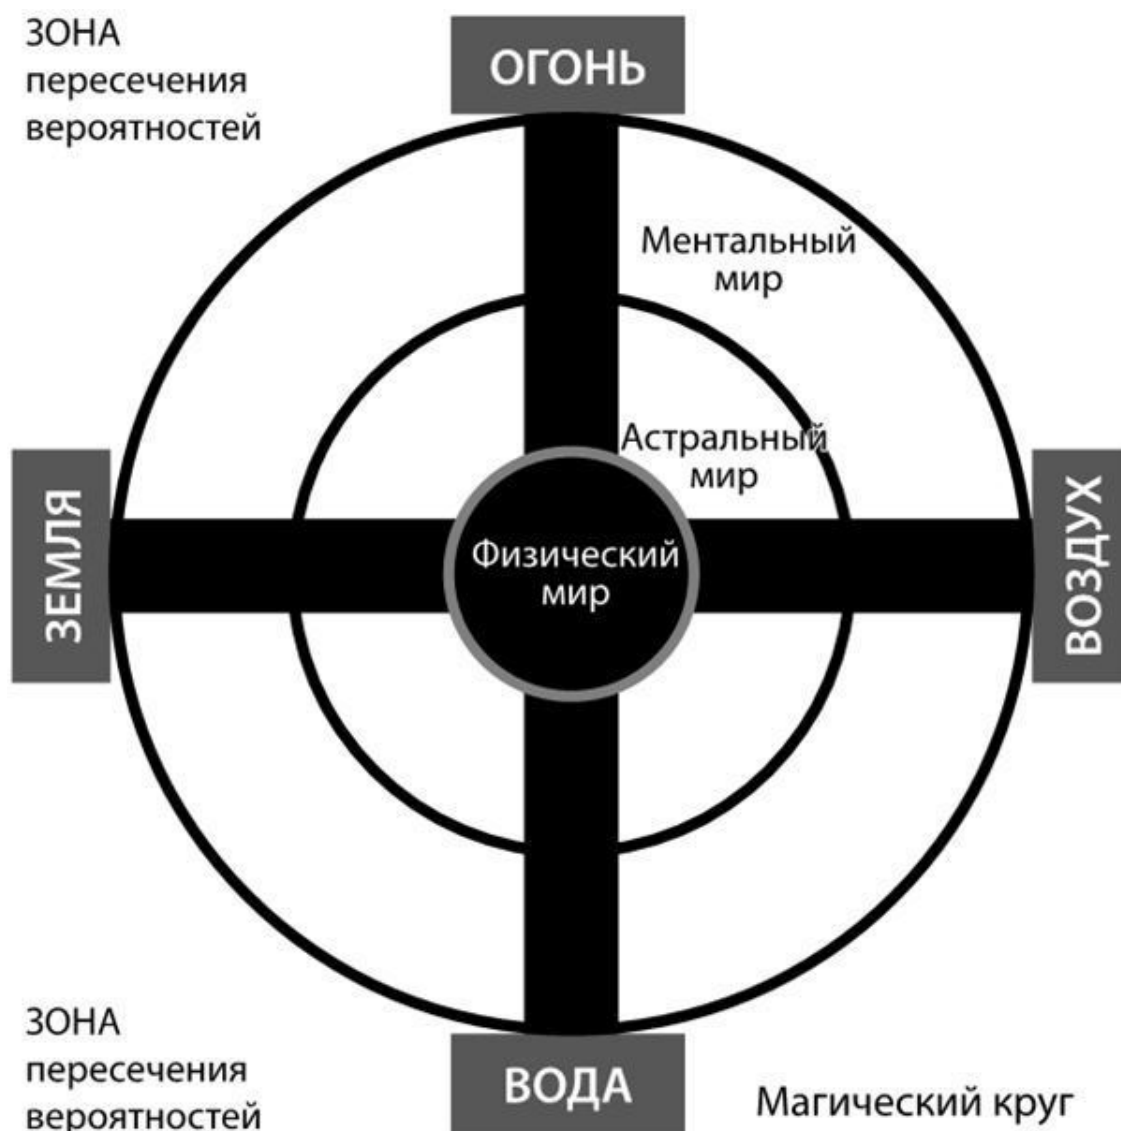 ЗОНА
пересечения
вероятностей
ОГОНЬ
Ментальный
мир
Астральный
мир
ЗЕМЛЯ
Физический
мир
ВОЗДУХ
ЗОНА
пересечения
вероятностей
ВОДА
Магический круг